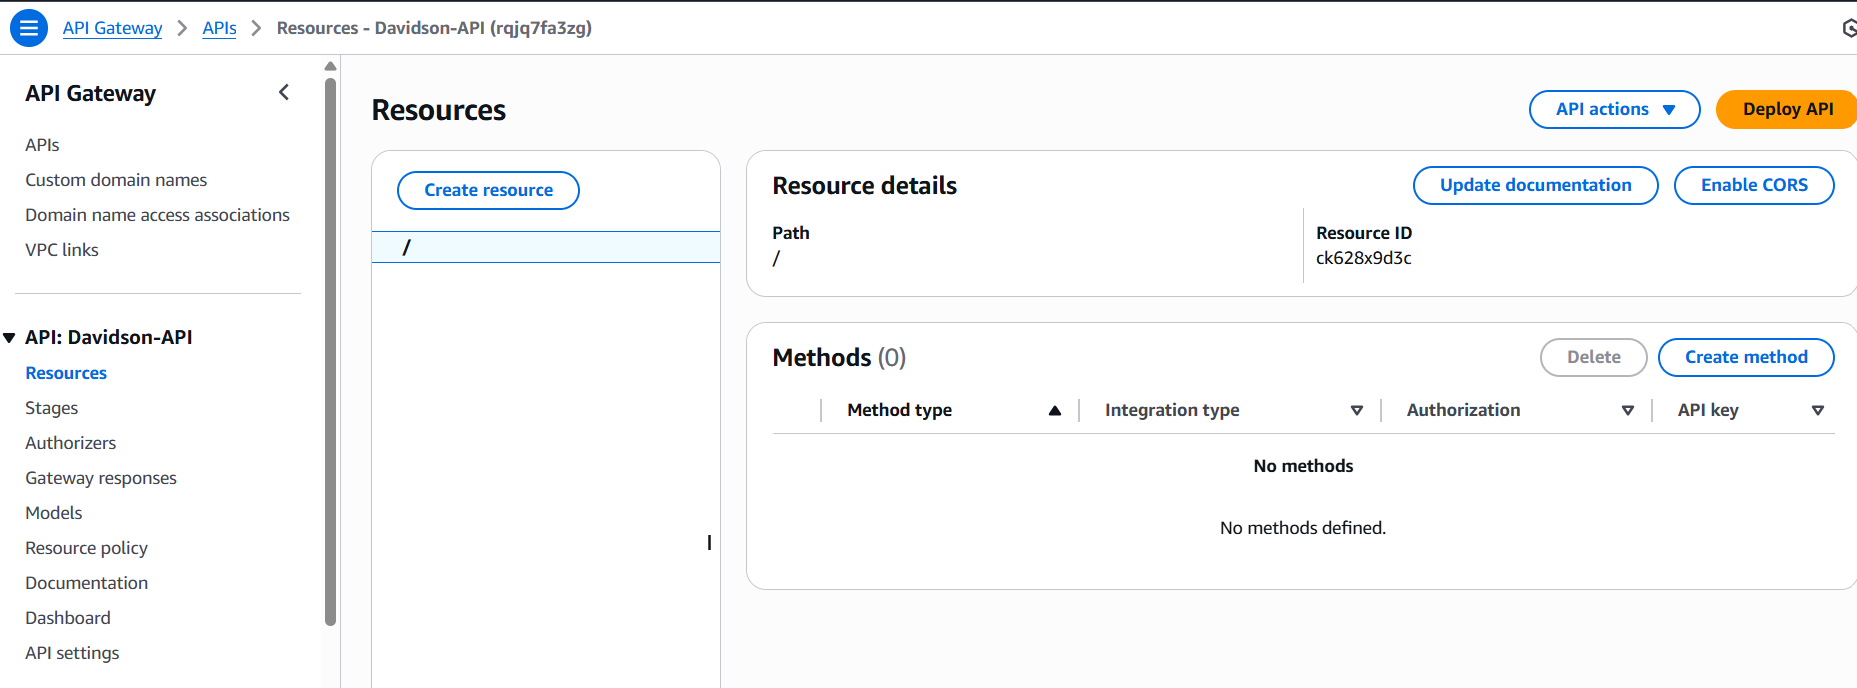 API Gateway > APIs > Resources - Davidson-API (rqjq7fa3zg)
API Gateway
APIs
Custom domain names
Domain name access associations
VPC links
API: Davidson-API
Resources
Stages
Authorizers
Gateway responses
Models
Resource policy
Documentation
Dashboard
API settings
Resources
API actions
Deploy API
Create resource
/
Resource details
Update documentation
Enable CORS
Path
/
Resource ID
ck628x9d3c
Methods (0)
Delete
Create method
Method type
Integration type
Authorization
API key
No methods
No methods defined.